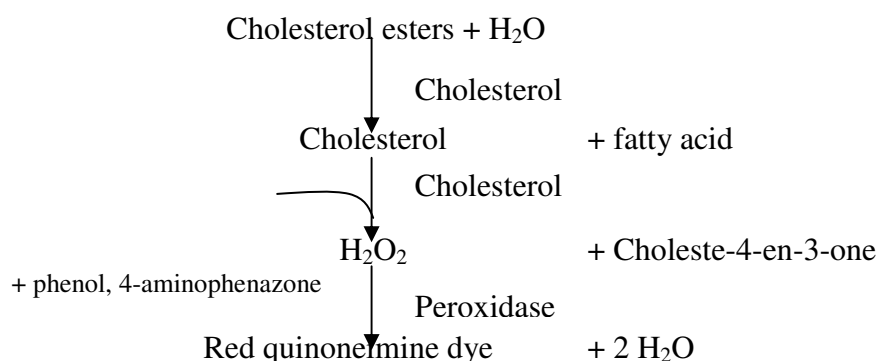 Cholesterol esters + H₂O
Cholesterol
Cholesterol + fatty acid
Cholesterol
H₂O₂ + Choleste-4-en-3-one
+ phenol, 4-aminophenazone
Peroxidase
Red quinoneimine dye + 2 H₂O